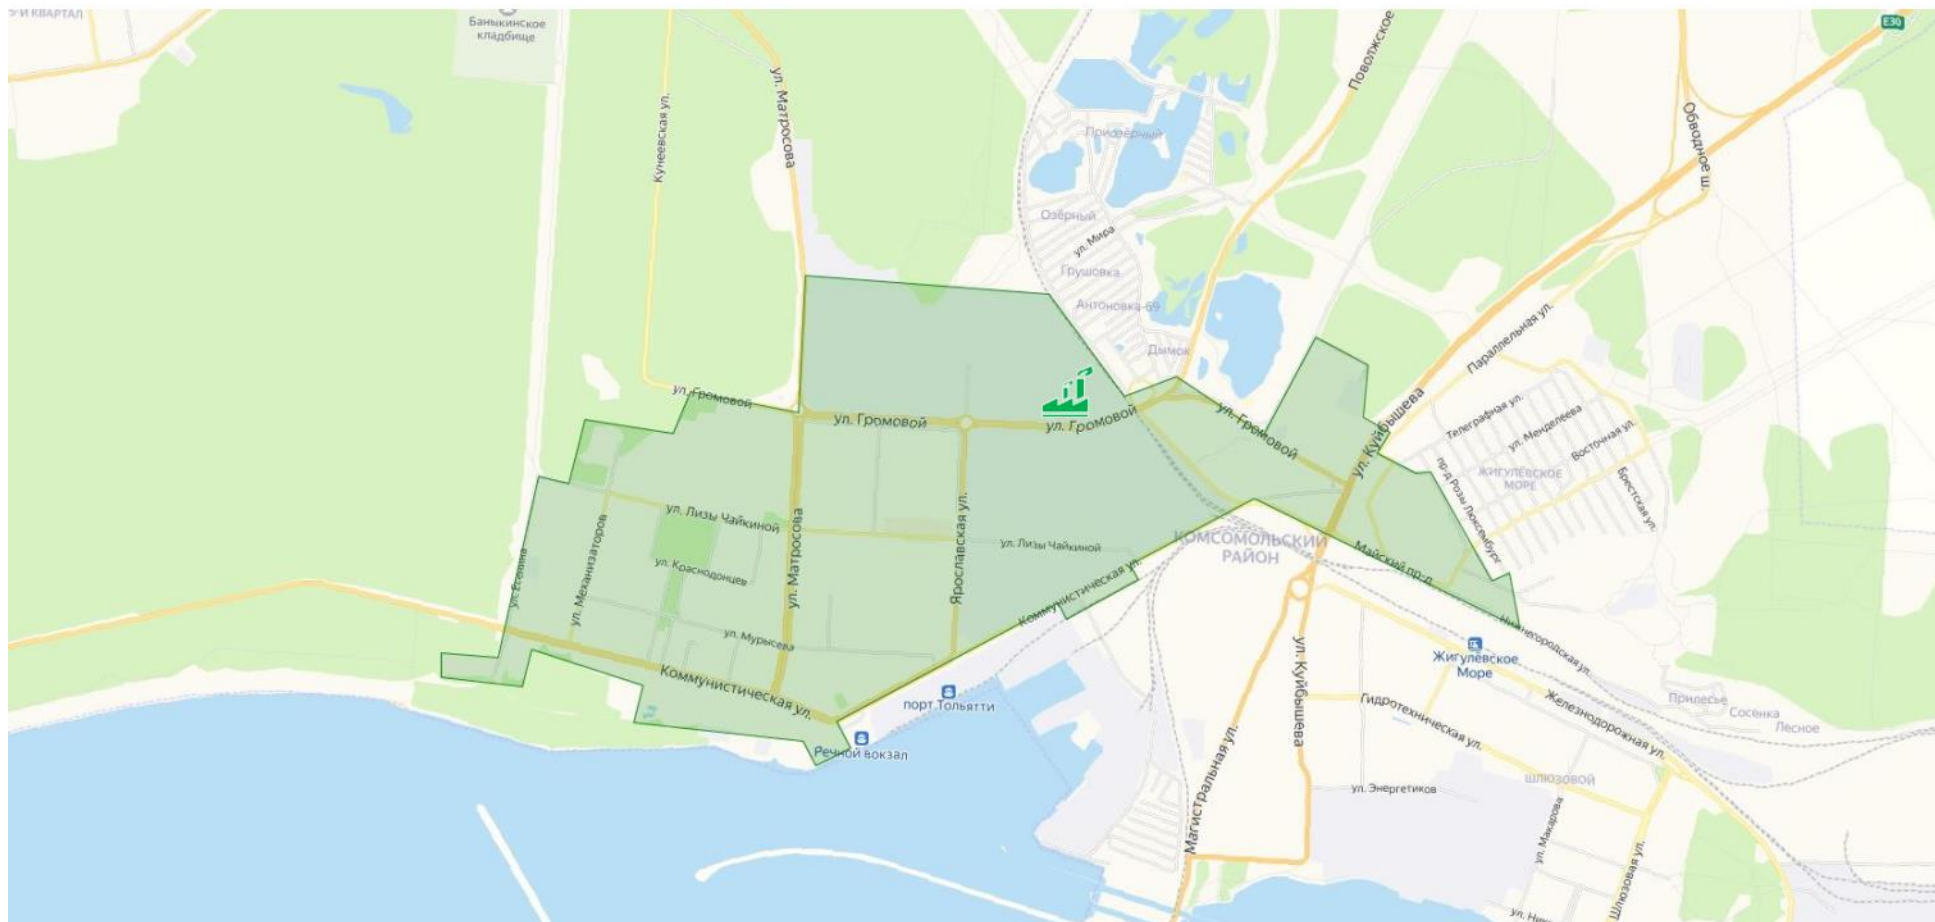 Баныкинское
кладбище
E30
Поволжское
Обводное ш.
Кунеевская ул.
ул. Матросова
Приозёрный
Озёрный
ул. Мира
Грушовка
Антоновка-69
Дымок
Параллельная ул.
ул. Громовой
ул. Громовой
ул. Громовой
ул. Громовой
ул. Куйбышева
Телеграфная ул.
ул. Менделеева
Восточная ул.
ЖИГУЛЁВСКОЕ
МОРЕ
Брестская ул.
пр-д Розы Люксембург
ул. Лизы Чайкиной
ул. Механизаторов
ул. Есенина
ул. Краснодонцев
ул. Матросова
Ярославская ул.
ул. Лизы Чайкиной
КОМСОМОЛЬСКИЙ
РАЙОН
Майский пр-д
Коммунистическая ул.
ул. Мурысева
Коммунистическая ул.
Нижнегородская ул.
Жигулёвское
Море
порт Тольятти
Речной вокзал
ул. Куйбышева
Магистральная ул.
Гидротехническая ул.
Железнодорожная ул.
Прилесье
Сосенка
Лесное
ШЛЮЗОВОЙ
ул. Энергетиков
ул. Макарова
Шлюзовая ул.